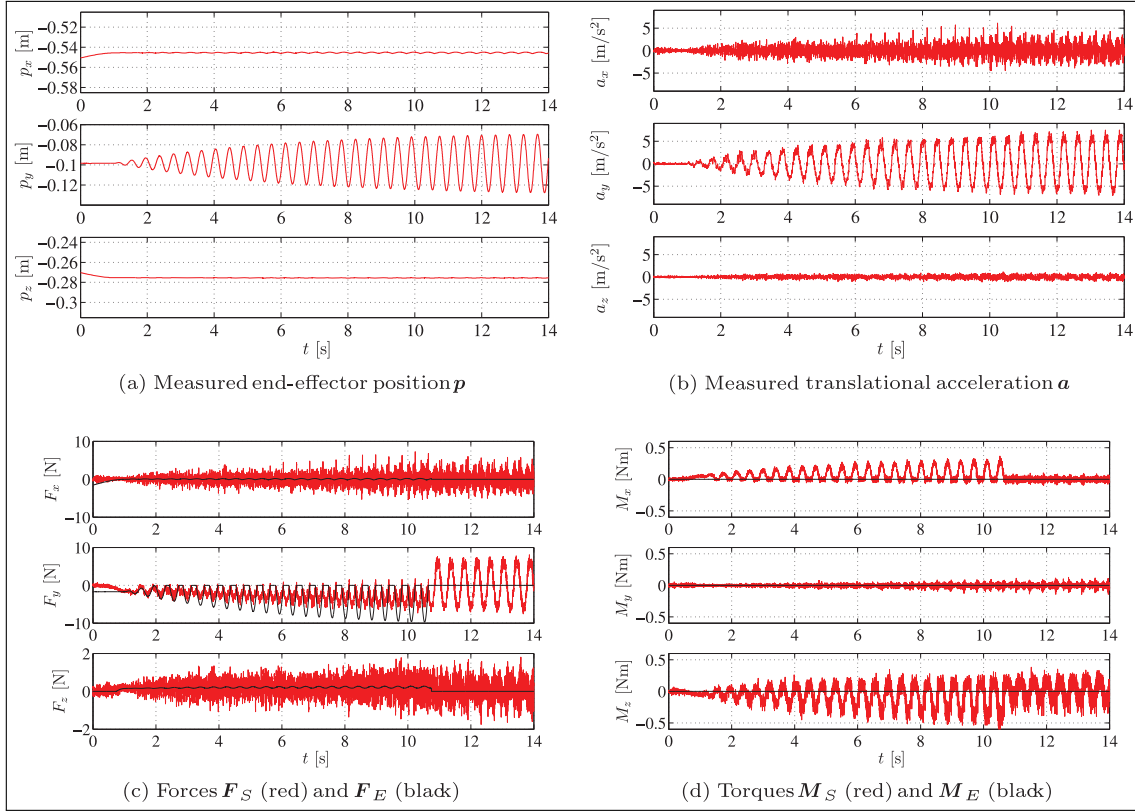 −0.52
−0.54
−0.56
−0.58
p_x [m]
0 2 4 6 8 10 12 14
−0.06
−0.08
−0.1
−0.12
p_y [m]
0 2 4 6 8 10 12 14
−0.24
−0.26
−0.28
−0.3
p_z [m]
0 2 4 6 8 10 12 14
t [s]
(a) Measured end-effector position p
5
0
−5
a_x [m/s²]
0 2 4 6 8 10 12 14
5
0
−5
a_y [m/s²]
0 2 4 6 8 10 12 14
5
0
−5
a_z [m/s²]
0 2 4 6 8 10 12 14
t [s]
(b) Measured translational acceleration a
10
0
−10
F_x [N]
0 2 4 6 8 10 12 14
10
0
−10
F_y [N]
0 2 4 6 8 10 12 14
2
0
−2
F_z [N]
0 2 4 6 8 10 12 14
t [s]
(c) Forces F_S (red) and F_E (black)
0.5
0
−0.5
M_x [Nm]
0 2 4 6 8 10 12 14
0.5
0
−0.5
M_y [Nm]
0 2 4 6 8 10 12 14
0.5
0
−0.5
M_z [Nm]
0 2 4 6 8 10 12 14
t [s]
(d) Torques M_S (red) and M_E (black)